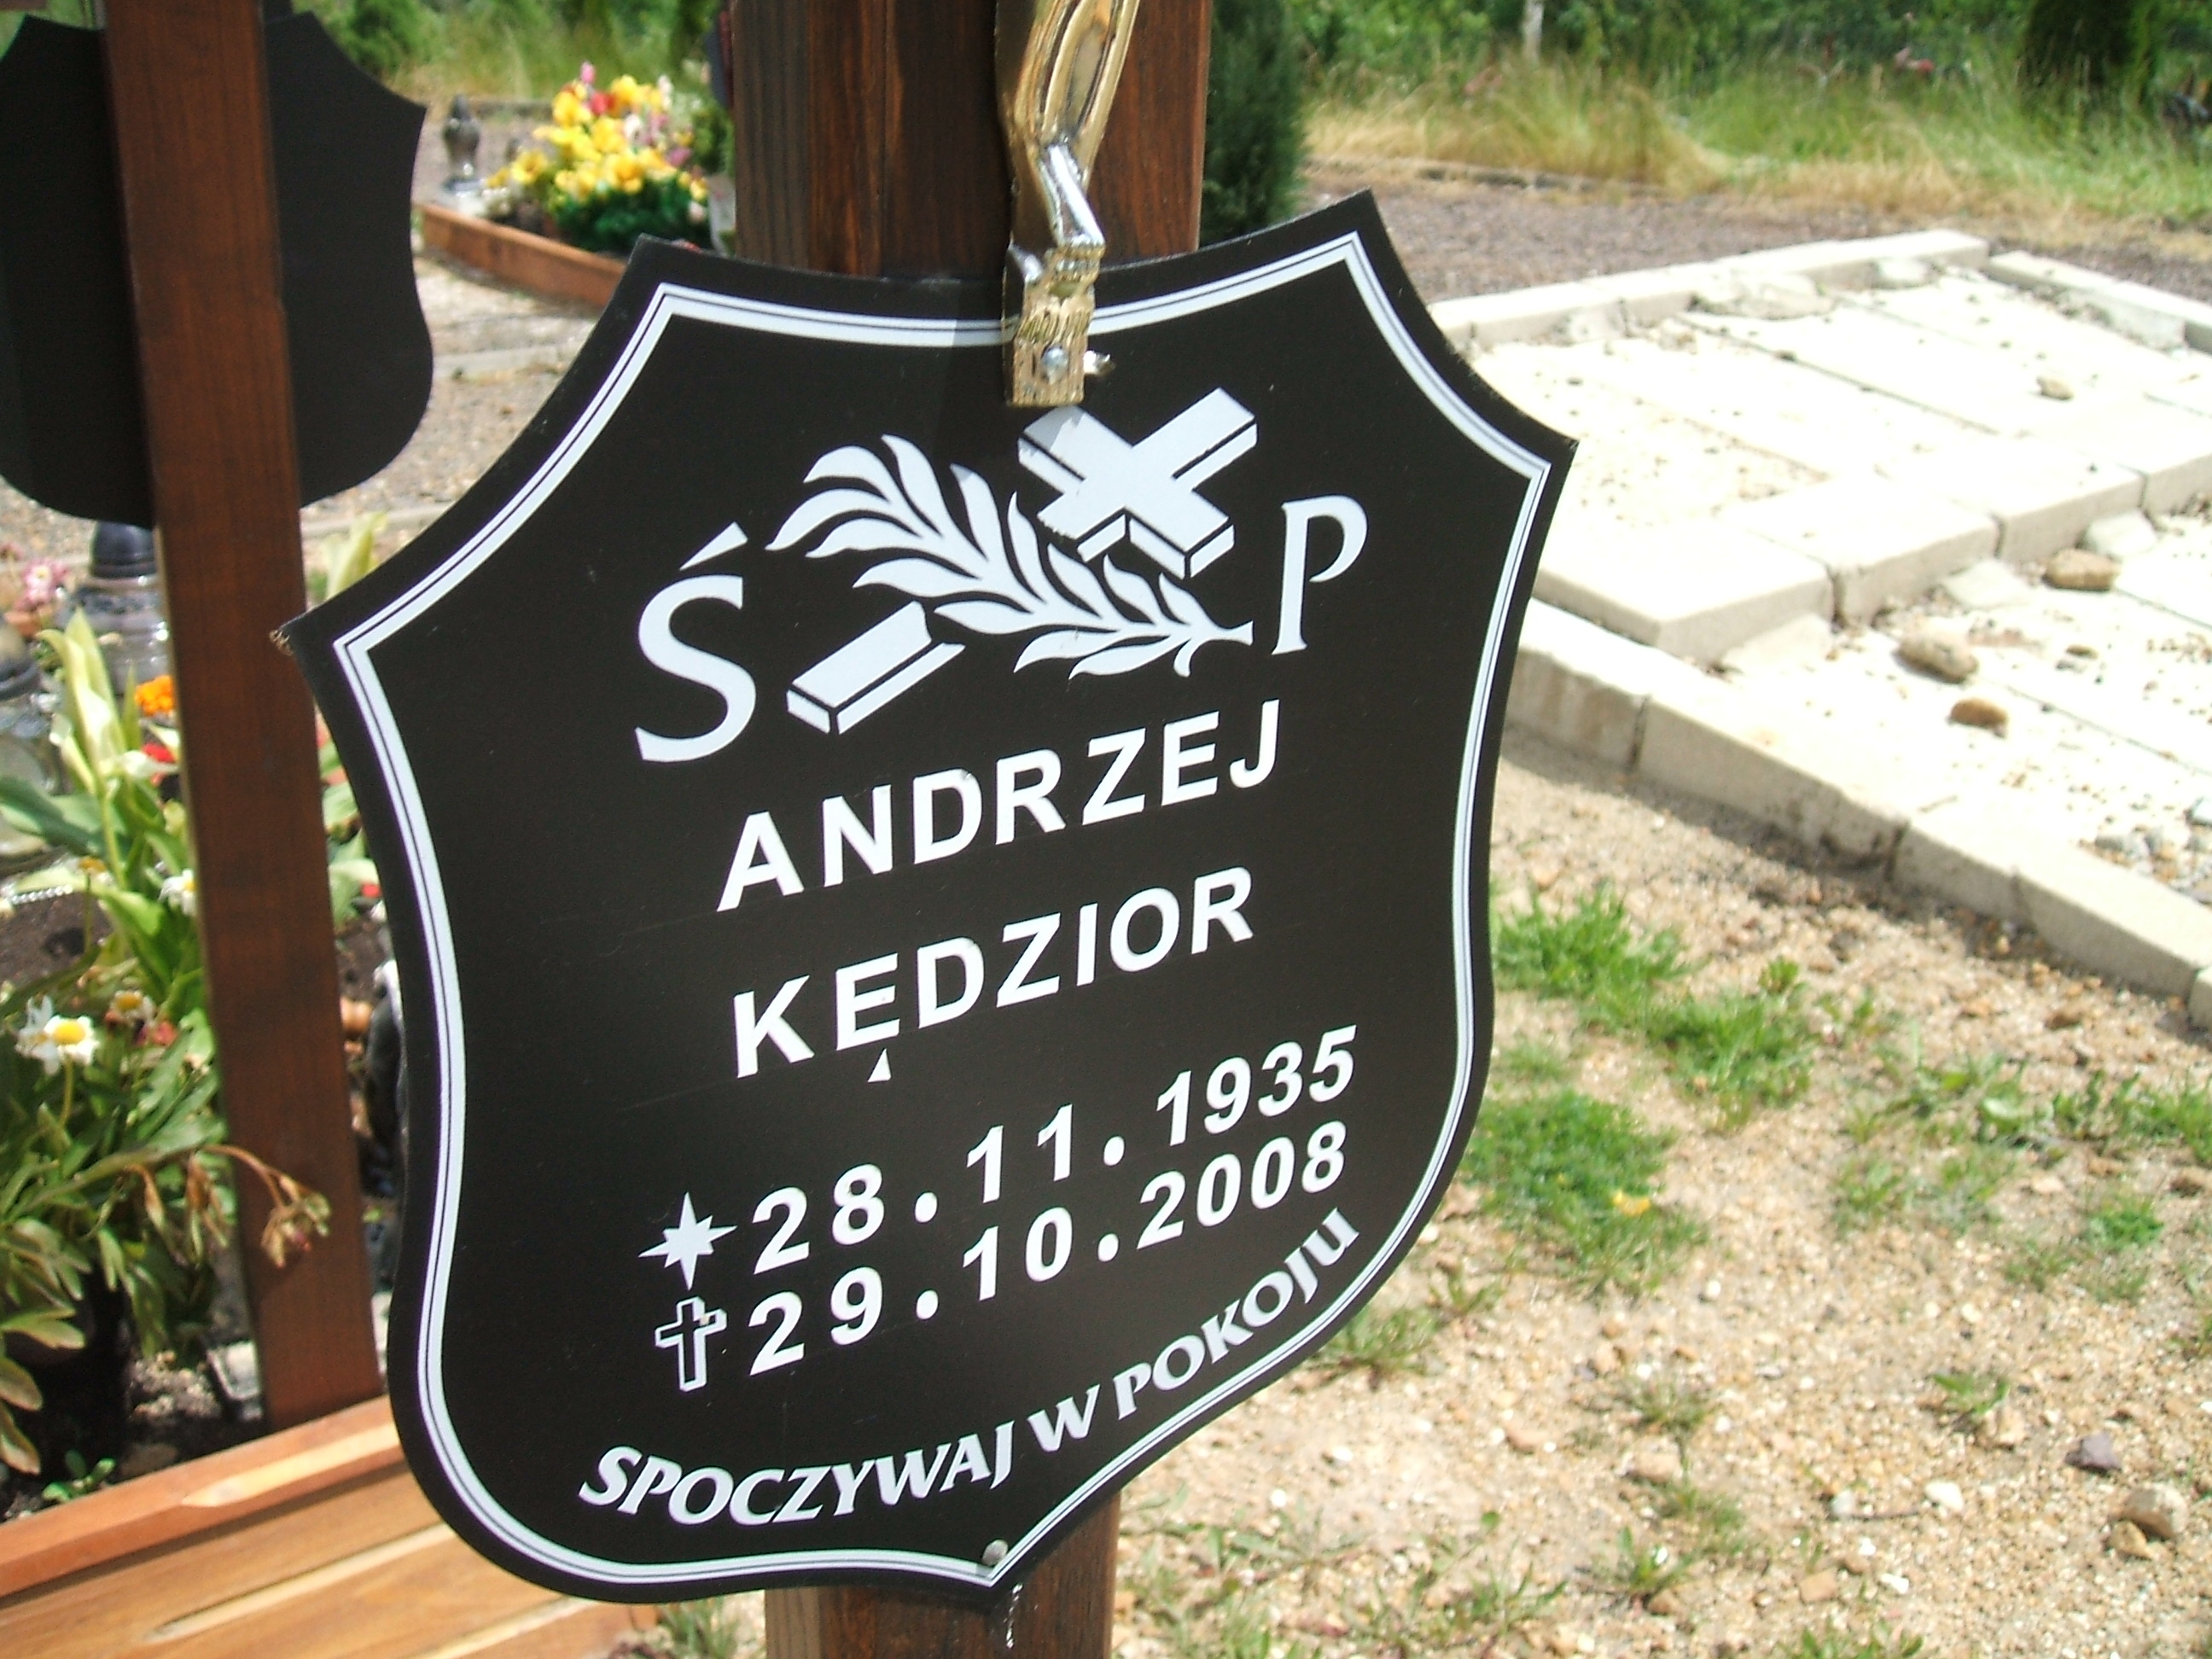 Ś P
ANDRZEJ
KĘDZIOR
28.11.1935
29.10.2008
SPOCZYWAJ W POKOJU